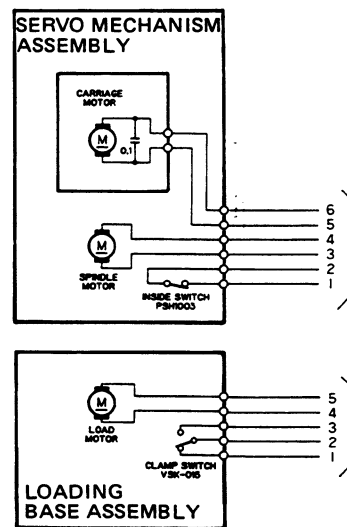 SERVO MECHANISM
ASSEMBLY
CARRIAGE
MOTOR
M
0.1
6
5
4
3
2
1
M
SPINDLE
MOTOR
INSIDE SWITCH
PSH1003
5
4
3
2
1
M
LOAD
MOTOR
CLAMP SWITCH
VSK-015
LOADING
BASE ASSEMBLY